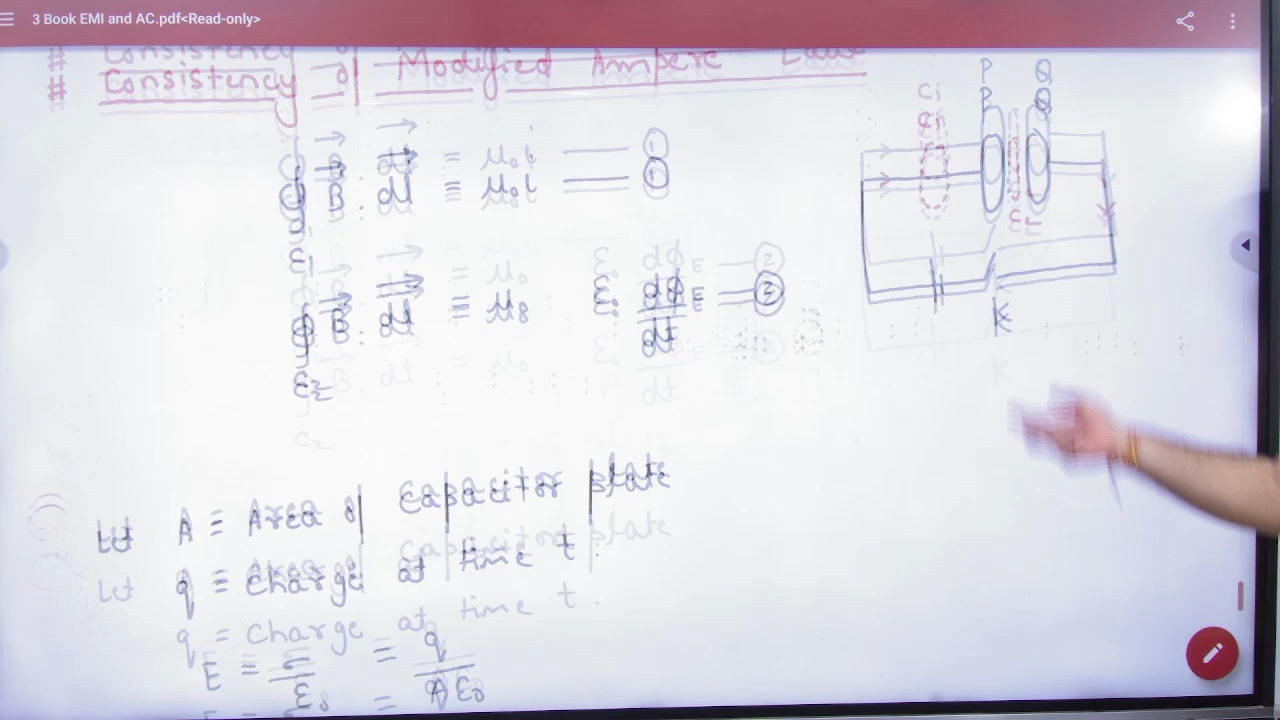 3 Book EMI and AC.pdf<Read-only>
# Consistency of Modified Ampere Law
P Q
C1
C2
∮ B⃗ . dl⃗ = μ₀ i —— ①
C1
∮ B⃗ . dl⃗ = μ₀ ε₀ dΦE/dt —— ②
C2
K
Let A = Area of Capacitor plate
q = Charge at time t.
E = σ/ε₀ = q/Aε₀